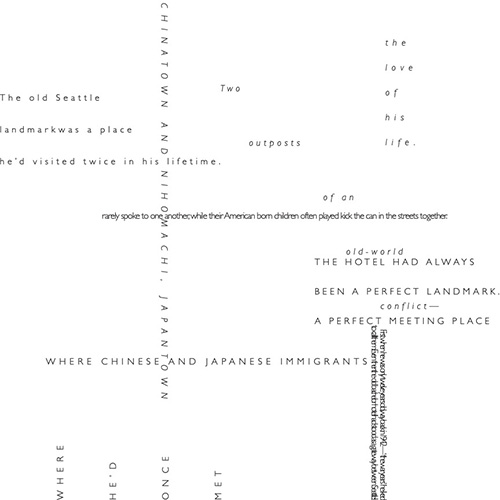 The old Seattle
landmarkwas a place
he'd visited twice in his lifetime.
CHINATOWN AND NIHOMACHI, JAPANTOWN
Two
outposts
of an
old-world
conflict—
the
love
of
his
life.
rarely spoke to one another, while their American born children often played kick the can in the streets together.
THE HOTEL HAD ALWAYS
BEEN A PERFECT LANDMARK.
A PERFECT MEETING PLACE
WHERE CHINESE AND JAPANESE IMMIGRANTS
WHERE
HE'D
ONCE
MET